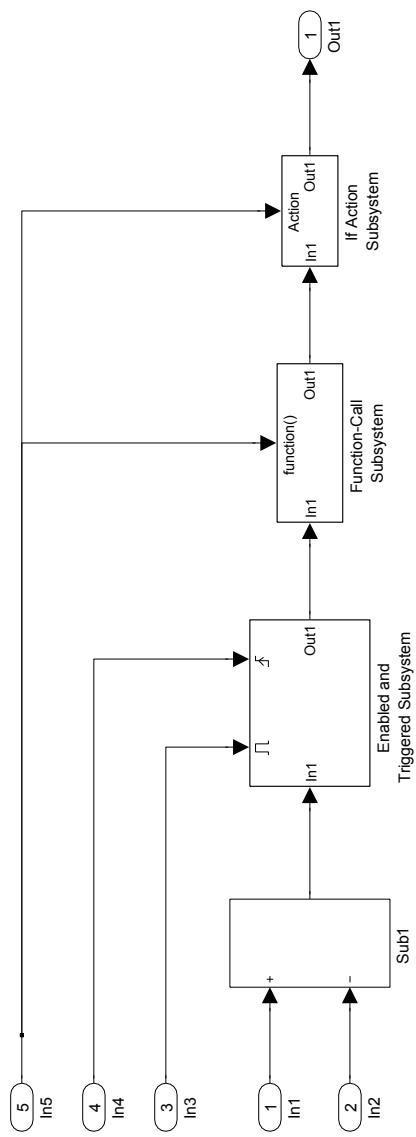 5
In5
4
In4
3
In3
1
In1
2
In2
+
−
Sub1
In1
Out1
Enabled and
Triggered Subsystem
function()
In1
Out1
Function-Call
Subsystem
Action
In1
Out1
If Action
Subsystem
1
Out1